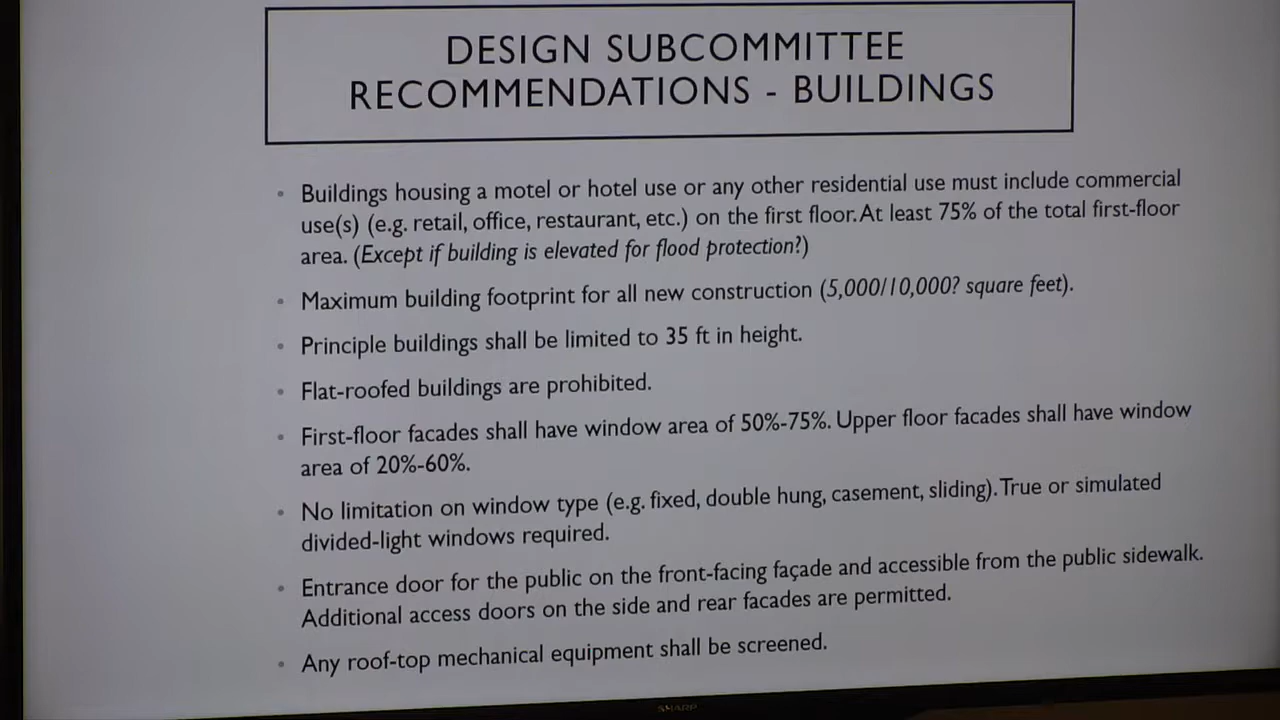 DESIGN SUBCOMMITTEE
RECOMMENDATIONS - BUILDINGS
• Buildings housing a motel or hotel use or any other residential use must include commercial
use(s) (e.g. retail, office, restaurant, etc.) on the first floor. At least 75% of the total first-floor
area. (Except if building is elevated for flood protection?)
• Maximum building footprint for all new construction (5,000/10,000? square feet).
• Principle buildings shall be limited to 35 ft in height.
• Flat-roofed buildings are prohibited.
• First-floor facades shall have window area of 50%-75%. Upper floor facades shall have window
area of 20%-60%.
• No limitation on window type (e.g. fixed, double hung, casement, sliding). True or simulated
divided-light windows required.
• Entrance door for the public on the front-facing façade and accessible from the public sidewalk.
Additional access doors on the side and rear facades are permitted.
• Any roof-top mechanical equipment shall be screened.
SHARP